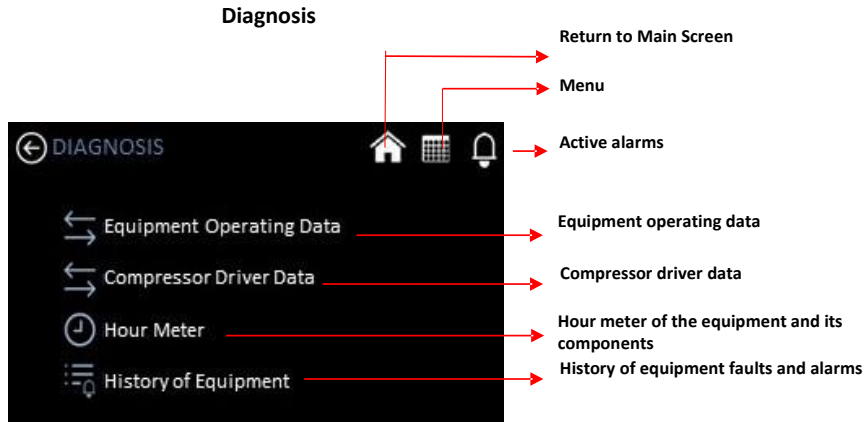 Diagnosis
Return to Main Screen
Menu
DIAGNOSIS
Active alarms
Equipment Operating Data
Equipment operating data
Compressor Driver Data
Compressor driver data
Hour Meter
Hour meter of the equipment and its
components
History of Equipment
History of equipment faults and alarms